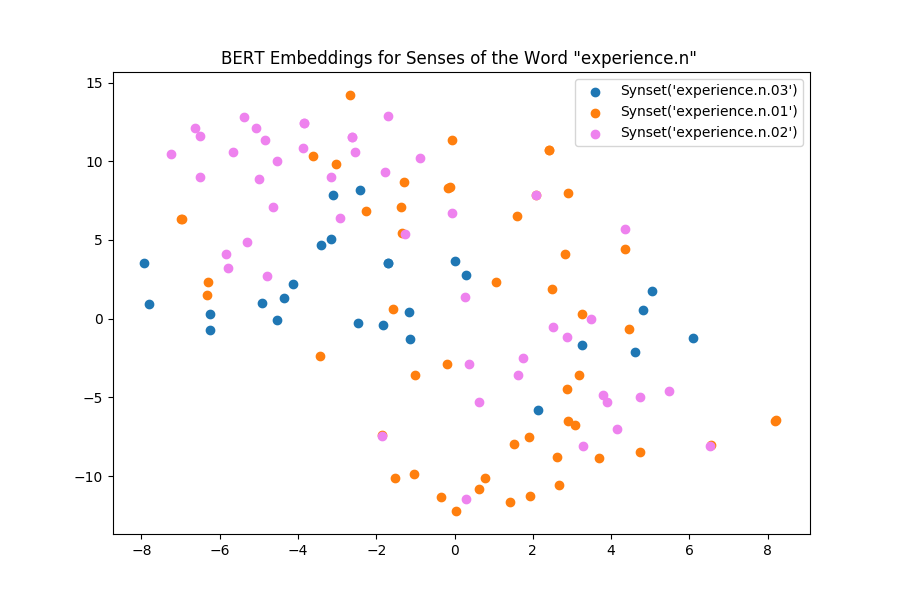 BERT Embeddings for Senses of the Word "experience.n"
Synset('experience.n.03')
Synset('experience.n.01')
Synset('experience.n.02')
15
10
5
0
−5
−10
−8 −6 −4 −2 0 2 4 6 8